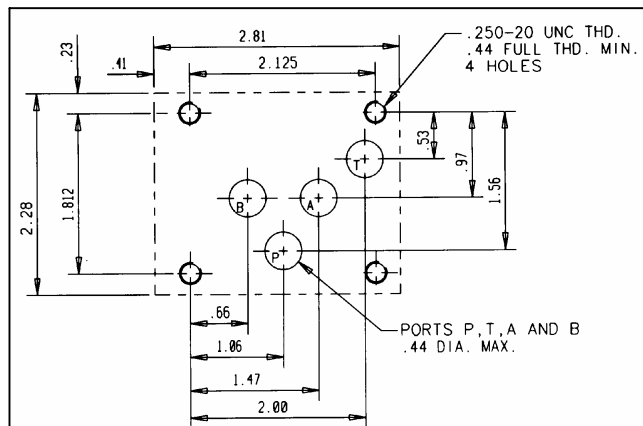 .250-20 UNC THD.
.44 FULL THD. MIN.
4 HOLES
2.81
.23
.41
2.125
.53
.97
1.56
T
2.28
1.812
B
A
P
.66
PORTS P,T,A AND B
.44 DIA. MAX.
1.06
1.47
2.00